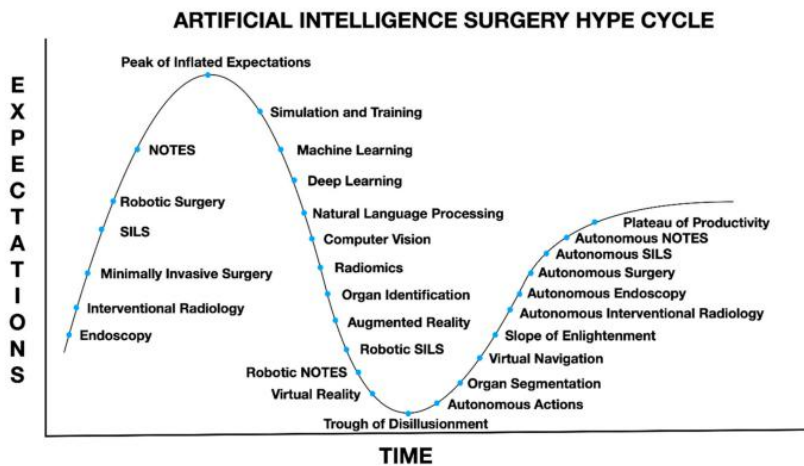 ARTIFICIAL INTELLIGENCE SURGERY HYPE CYCLE
EXPECTATIONS
Peak of Inflated Expectations
Simulation and Training
NOTES
Machine Learning
Deep Learning
Robotic Surgery
Natural Language Processing
SILS
Computer Vision
Minimally Invasive Surgery
Radiomics
Interventional Radiology
Organ Identification
Endoscopy
Augmented Reality
Robotic SILS
Robotic NOTES
Virtual Reality
Trough of Disillusionment
Plateau of Productivity
Autonomous NOTES
Autonomous SILS
Autonomous Surgery
Autonomous Endoscopy
Autonomous Interventional Radiology
Slope of Enlightenment
Virtual Navigation
Organ Segmentation
Autonomous Actions
TIME